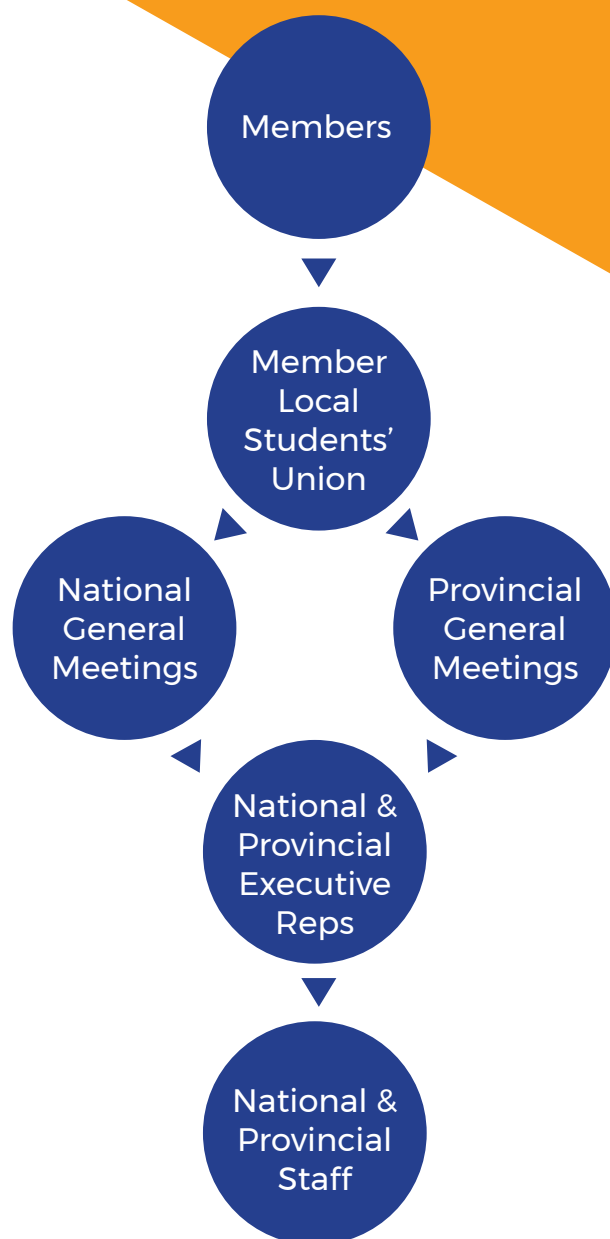 Members
Member
Local
Students’
Union
National
General
Meetings
Provincial
General
Meetings
National &
Provincial
Executive
Reps
National &
Provincial
Staff